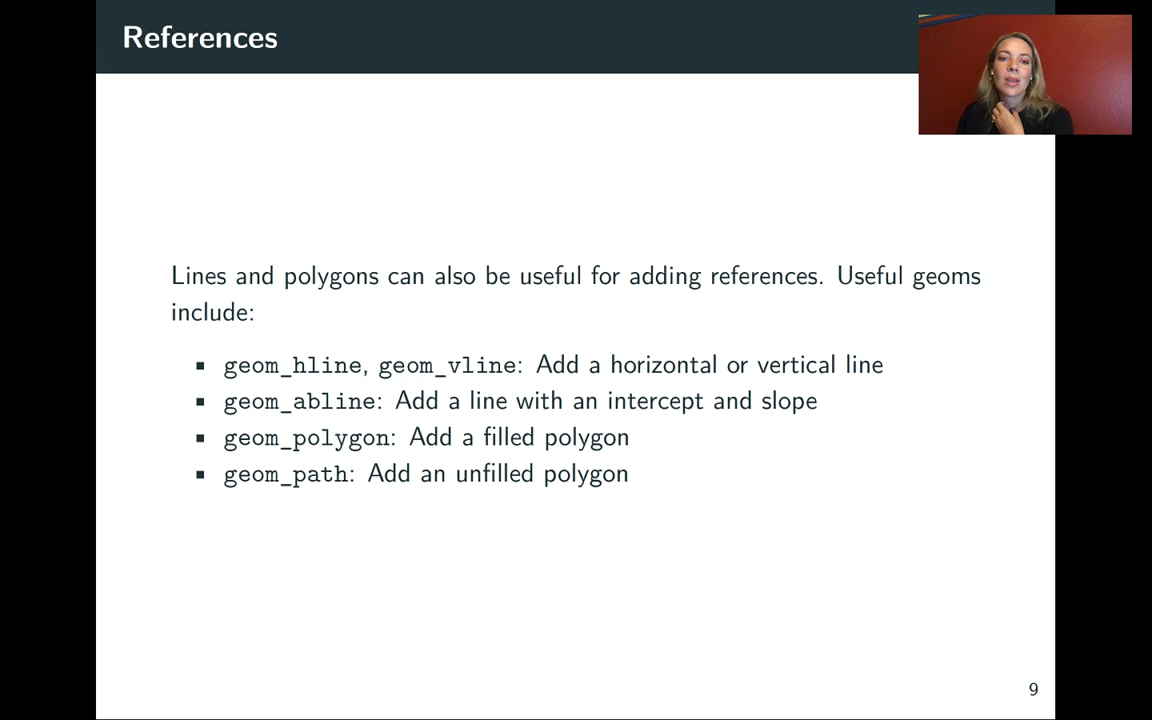 References
Lines and polygons can also be useful for adding references. Useful geoms
include:
▪ geom_hline, geom_vline: Add a horizontal or vertical line
▪ geom_abline: Add a line with an intercept and slope
▪ geom_polygon: Add a filled polygon
▪ geom_path: Add an unfilled polygon
9